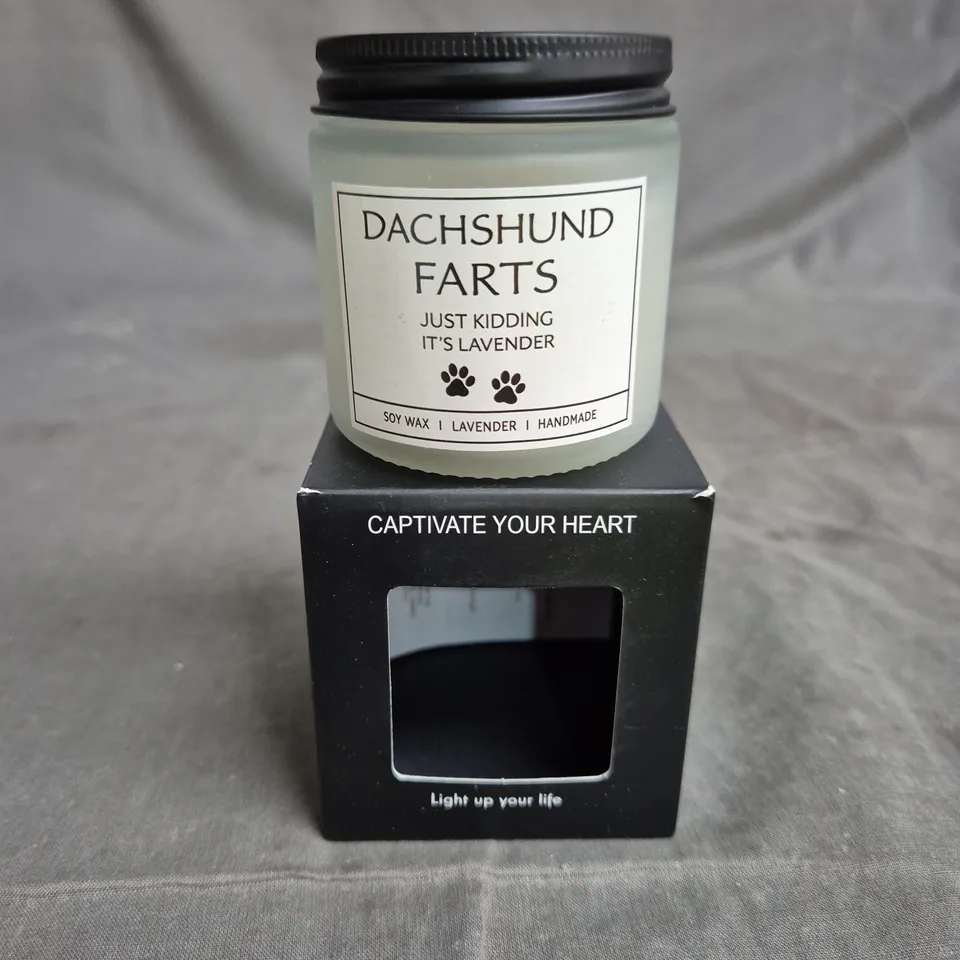 DACHSHUND
FARTS
JUST KIDDING
IT'S LAVENDER
SOY WAX | LAVENDER | HANDMADE
CAPTIVATE YOUR HEART
Light up your life